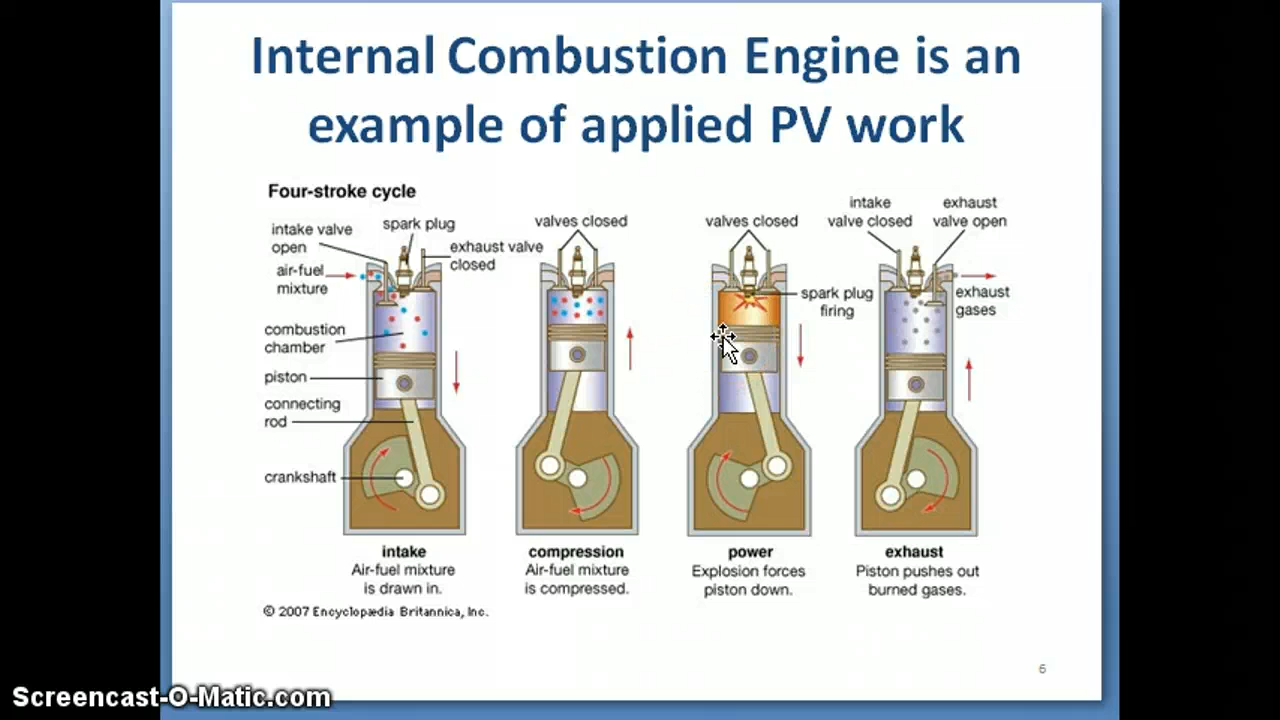 Internal Combustion Engine is an
example of applied PV work
Four-stroke cycle
intake valve
open
spark plug
exhaust valve
closed
air-fuel
mixture
combustion
chamber
piston
connecting
rod
crankshaft
valves closed
valves closed
spark plug
firing
intake
valve closed
exhaust
valve open
exhaust
gases
intake
Air-fuel mixture
is drawn in.
compression
Air-fuel mixture
is compressed.
power
Explosion forces
piston down.
exhaust
Piston pushes out
burned gases.
© 2007 Encyclopædia Britannica, Inc.
6
Screencast-O-Matic.com